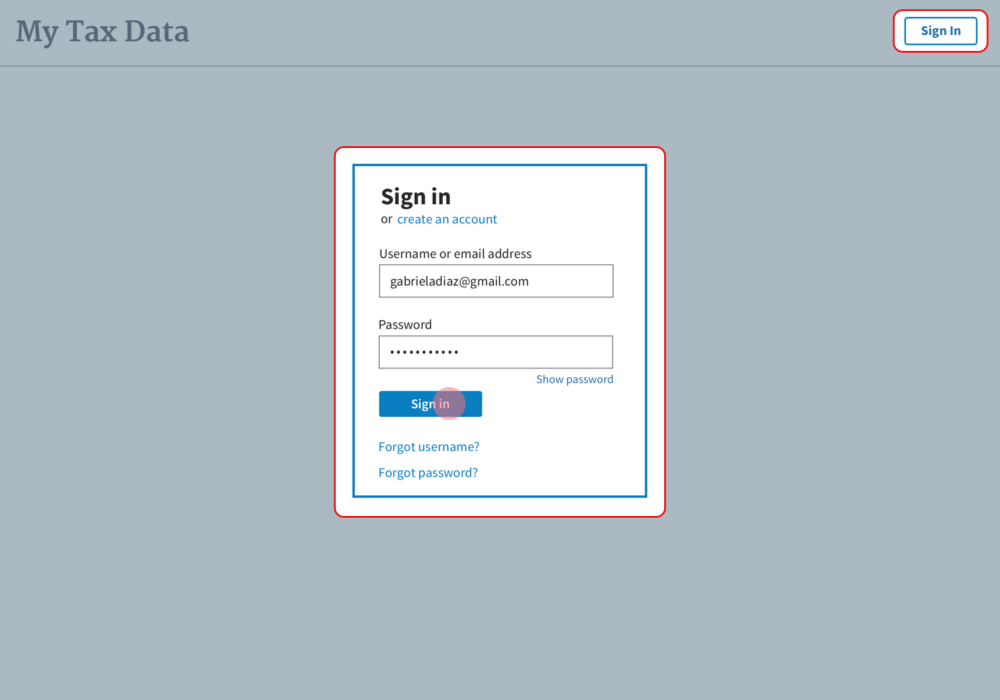 My Tax Data
Sign In
Sign in
or create an account
Username or email address
gabrieladiaz@gmail.com
Password
•••••••••••
Show password
Sign in
Forgot username?
Forgot password?